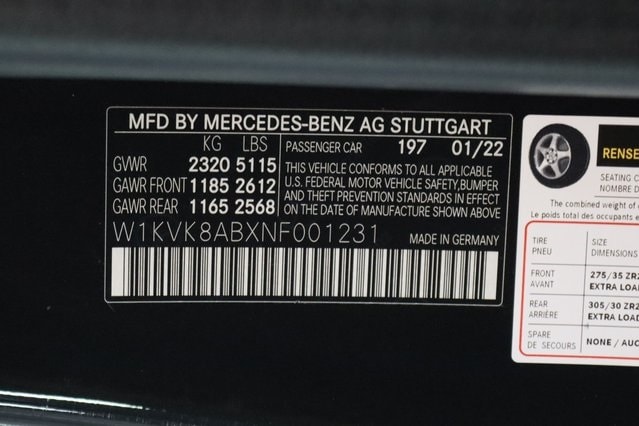 MFD BY MERCEDES-BENZ AG STUTTGART
KG LBS PASSENGER CAR 197 01/22
GVWR 2320 5115
GAWR FRONT 1185 2612
GAWR REAR 1165 2568
THIS VEHICLE CONFORMS TO ALL APPLICABLE
U.S. FEDERAL MOTOR VEHICLE SAFETY,BUMPER
AND THEFT PREVENTION STANDARDS IN EFFECT
ON THE DATE OF MANUFACTURE SHOWN ABOVE
W1KVK8ABXNF001231 MADE IN GERMANY
RENSE
SEATING C
NOMBRE D
The combined weight of
Le poids total des occupants e
TIRE SIZE
PNEU DIMENSIONS
FRONT 275/35 ZR2
AVANT EXTRA LOA
REAR 305/30 ZR2
ARRIÈRE EXTRA LOAD
SPARE NONE / AUC
DE SECOURS